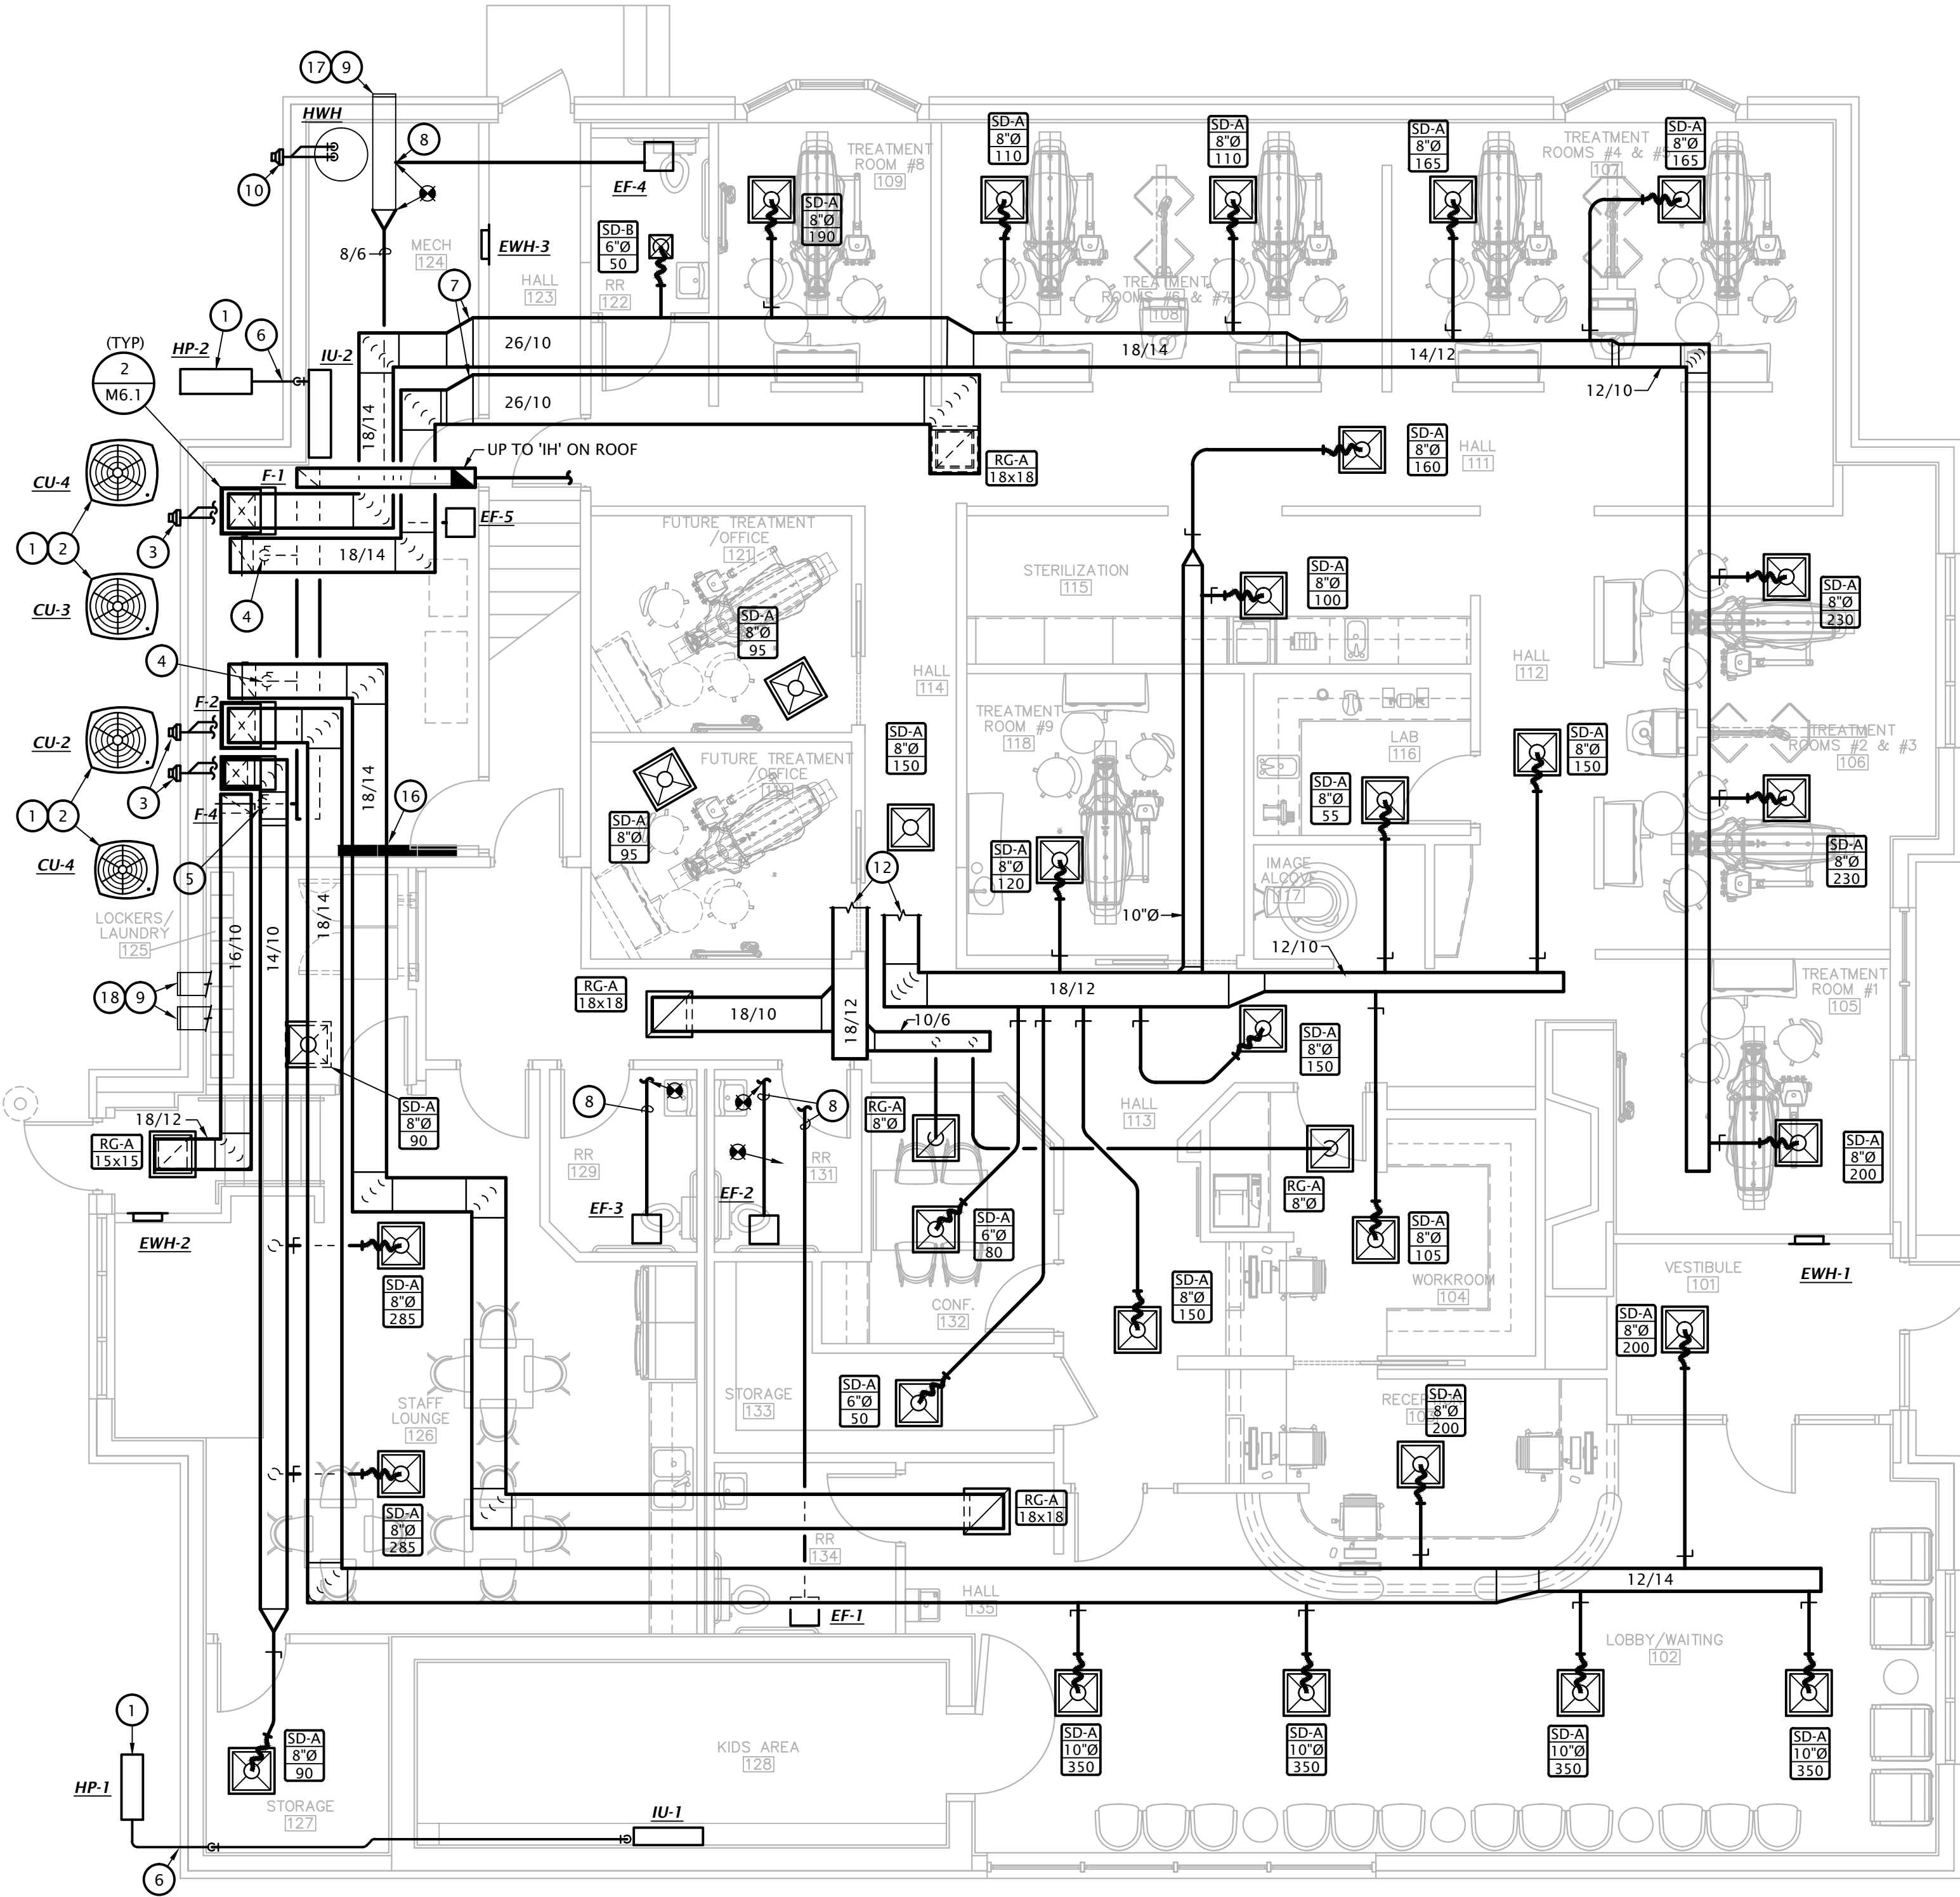 17
9
HWH
8
10
EF-4
MECH
124
8/6
EWH-3
HALL
123
SD-B
6"Ø
50
RR
122
SD-A
8"Ø
190
TREATMENT
ROOM #8
109
SD-A
8"Ø
110
SD-A
8"Ø
110
SD-A
8"Ø
165
TREATMENT
ROOMS #4 & #5
107
SD-A
8"Ø
165
TREATMENT
ROOMS #6 & #7
108
7
1
HP-2
6
IU-2
(TYP)
2
M6.1
26/10
18/14
14/12
12/10
26/10
18/14
UP TO 'IH' ON ROOF
RG-A
18x18
SD-A
8"Ø
160
HALL
111
CU-4
F-1
EF-5
1
2
3
18/14
4
CU-3
FUTURE TREATMENT
/OFFICE
121
STERILIZATION
115
SD-A
8"Ø
100
SD-A
8"Ø
230
SD-A
8"Ø
95
4
F-2
CU-2
3
1
2
F-4
CU-4
5
18/14
16
HALL
114
TREATMENT
ROOM #9
118
HALL
112
LAB
116
SD-A
8"Ø
150
SD-A
8"Ø
150
TREATMENT
ROOMS #2 & #3
106
FUTURE TREATMENT
/OFFICE
SD-A
8"Ø
95
SD-A
8"Ø
55
SD-A
8"Ø
120
IMAGE
ALCOVE
117
SD-A
8"Ø
230
12
LOCKERS/
LAUNDRY
125
16/10
14/10
18/14
10"Ø
12/10
18
9
RG-A
18x18
18/10
18/12
10/6
18/12
TREATMENT
ROOM #1
105
SD-A
8"Ø
150
18/12
RG-A
15x15
SD-A
8"Ø
90
8
8
RG-A
8"Ø
HALL
113
RR
129
RR
131
SD-A
8"Ø
200
EF-3
EF-2
RG-A
8"Ø
EWH-2
SD-A
6"Ø
80
SD-A
8"Ø
105
EWH-1
VESTIBULE
101
WORKROOM
104
SD-A
8"Ø
285
CONF.
132
SD-A
8"Ø
150
SD-A
8"Ø
200
STAFF
LOUNGE
126
STORAGE
133
SD-A
6"Ø
50
SD-A
8"Ø
200
SD-A
8"Ø
285
RG-A
18x18
RR
134
HALL
135
EF-1
12/14
LOBBY/WAITING
102
1
HP-1
SD-A
8"Ø
90
STORAGE
127
KIDS AREA
128
IU-1
6
SD-A
10"Ø
350
SD-A
10"Ø
350
SD-A
10"Ø
350
SD-A
10"Ø
350